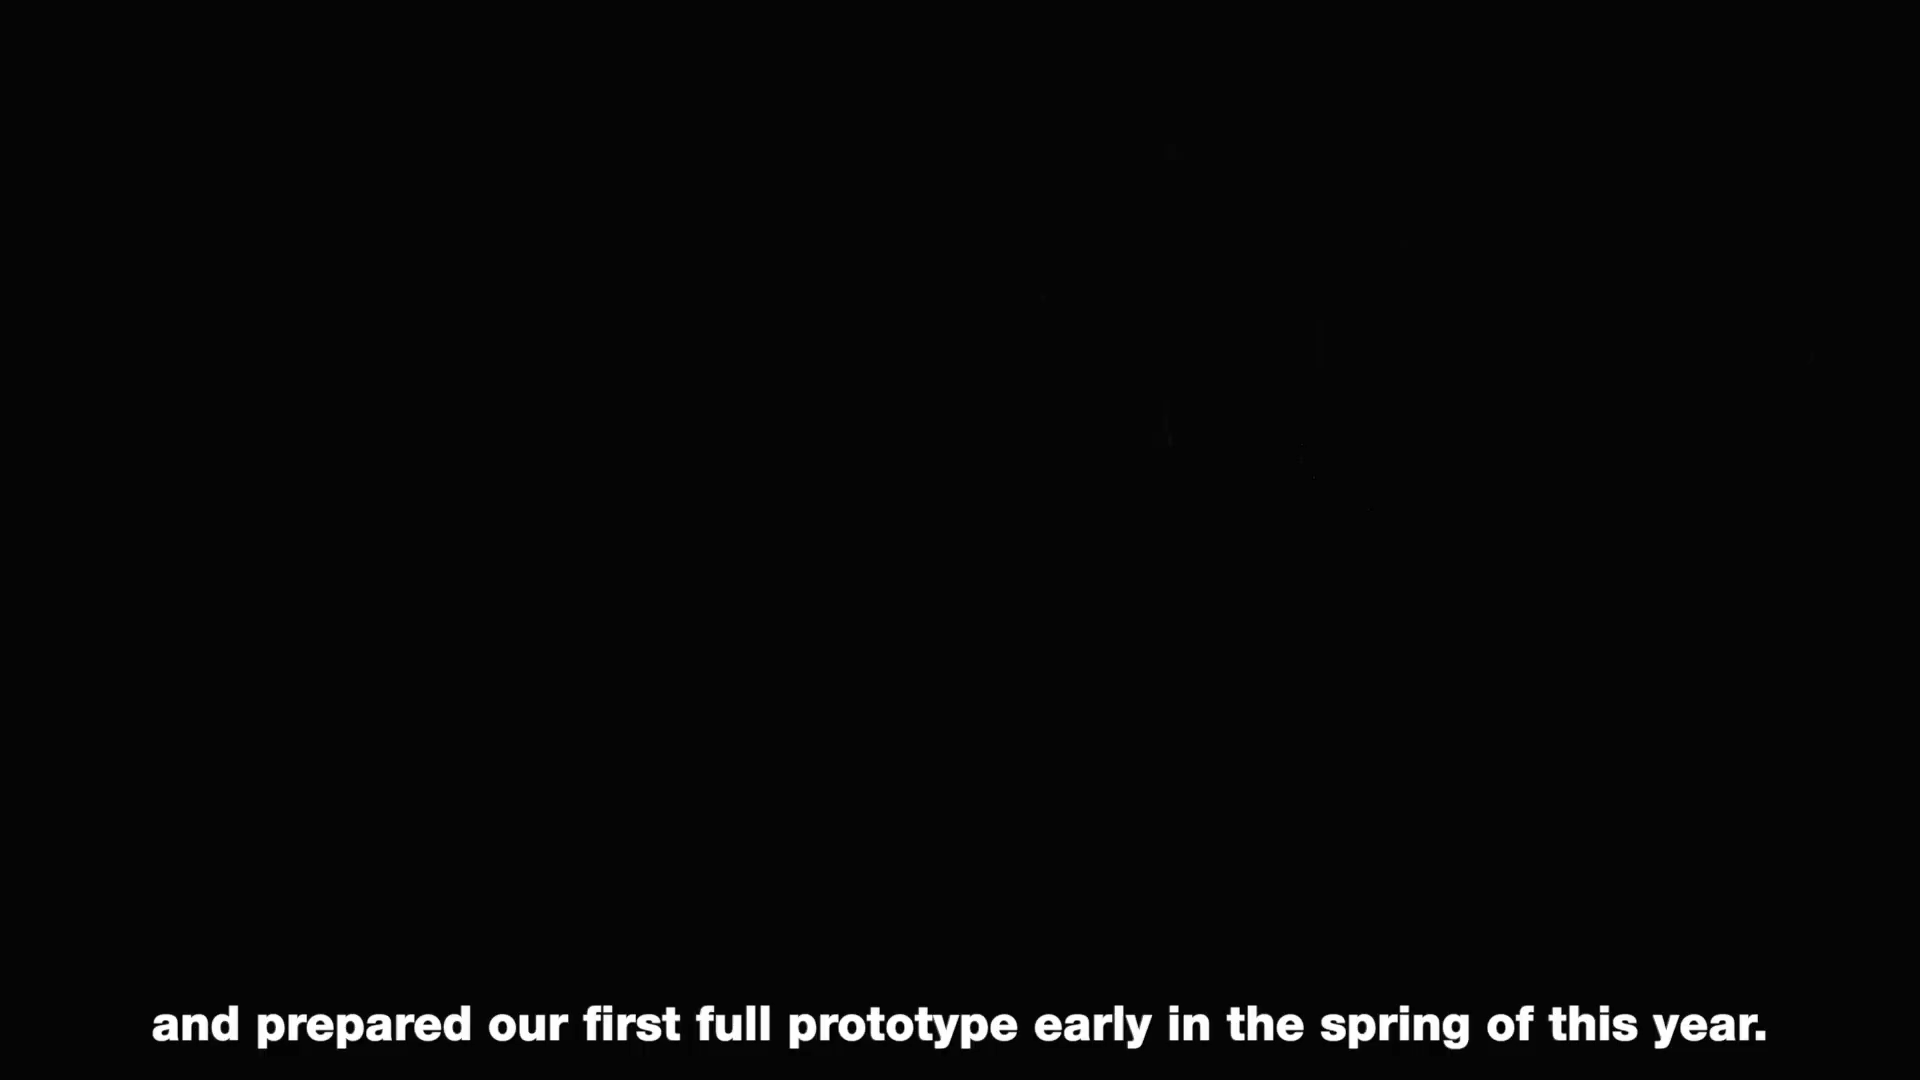 and prepared our first full prototype early in the spring of this year.